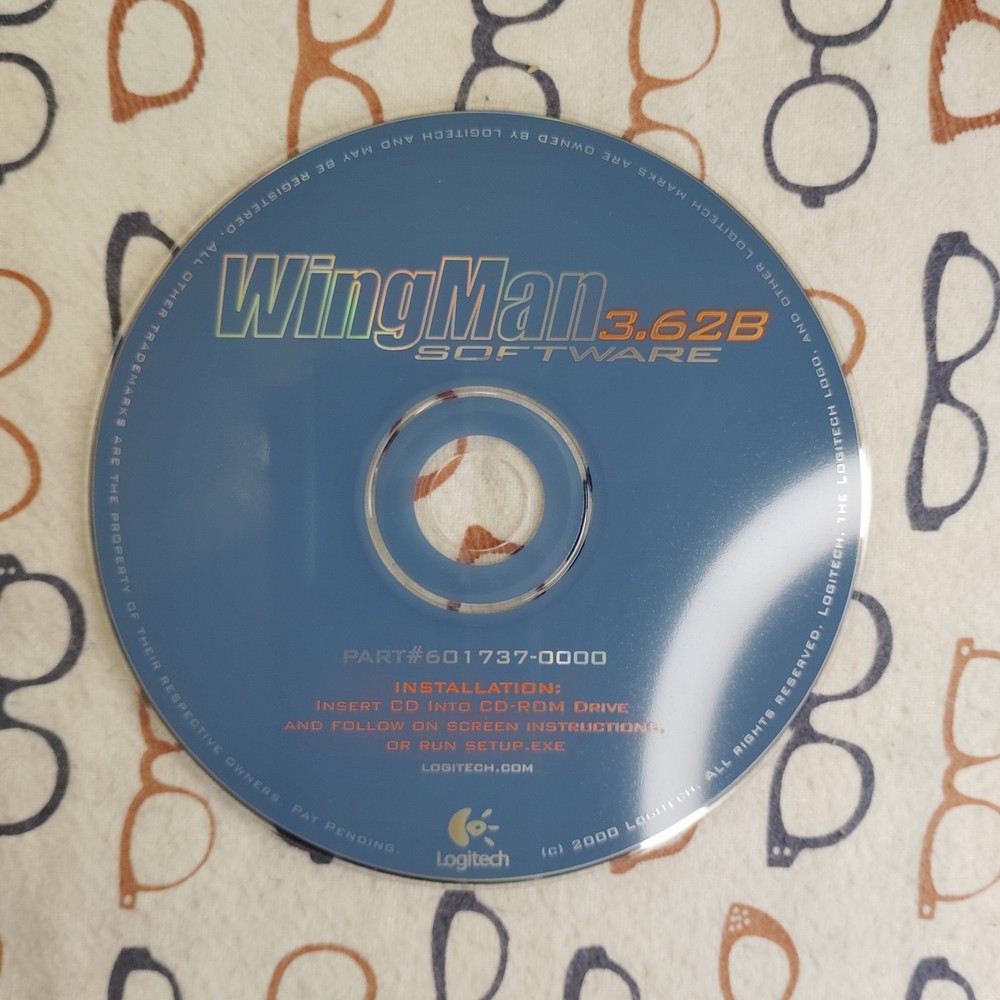 WingMan 3.62B
SOFTWARE
PART#601737-0000
INSTALLATION:
INSERT CD INTO CD-ROM DRIVE
AND FOLLOW ON SCREEN INSTRUCTIONS,
OR RUN SETUP.EXE
LOGITECH.COM
Logitech
(C) 2000 LOGITECH. ALL RIGHTS RESERVED. LOGITECH, THE LOGITECH LOGO, AND OTHER LOGITECH MARKS ARE OWNED BY LOGITECH AND MAY BE REGISTERED. ALL OTHER TRADEMARKS ARE THE PROPERTY OF THEIR RESPECTIVE OWNERS. PAT PENDING.